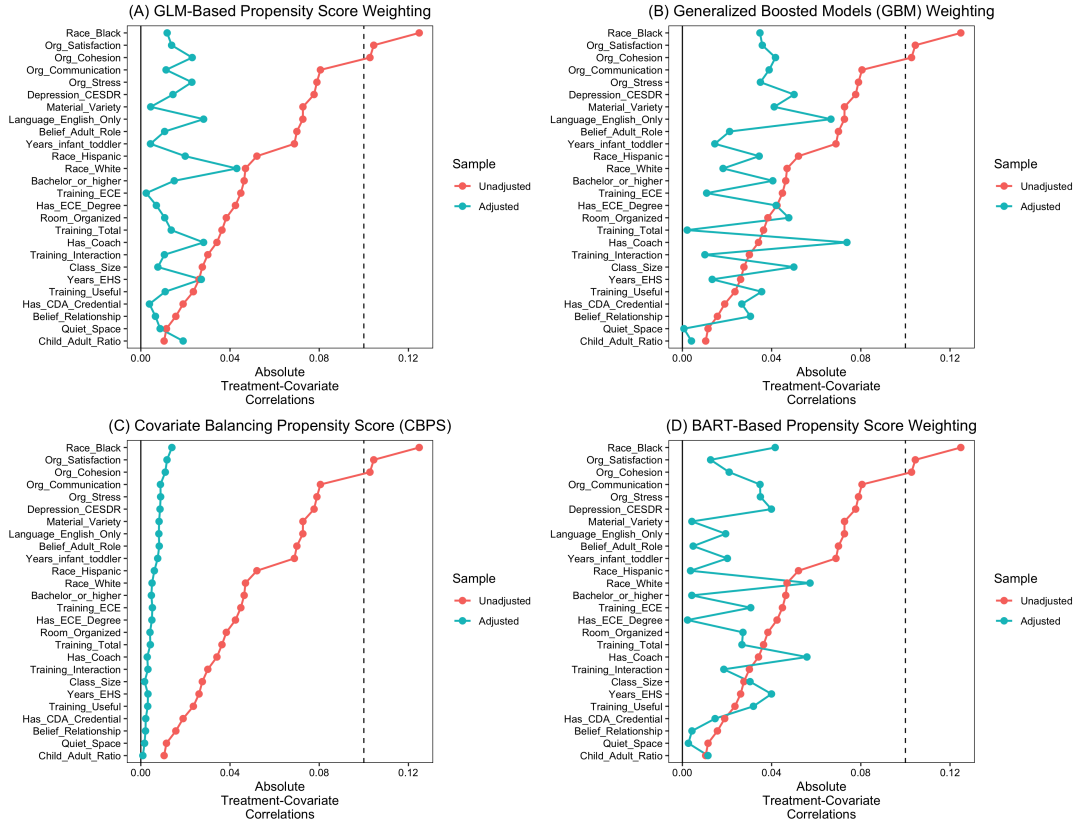 (A) GLM-Based Propensity Score Weighting
Race_Black
Org_Satisfaction
Org_Cohesion
Org_Communication
Org_Stress
Depression_CESDR
Material_Variety
Language_English_Only
Belief_Adult_Role
Years_infant_toddler
Race_Hispanic
Race_White
Bachelor_or_higher
Training_ECE
Has_ECE_Degree
Room_Organized
Training_Total
Has_Coach
Training_Interaction
Class_Size
Years_EHS
Training_Useful
Has_CDA_Credential
Belief_Relationship
Quiet_Space
Child_Adult_Ratio
0.00 0.04 0.08 0.12
Absolute
Treatment-Covariate
Correlations
Sample
Unadjusted
Adjusted
(B) Generalized Boosted Models (GBM) Weighting
Race_Black
Org_Satisfaction
Org_Cohesion
Org_Communication
Org_Stress
Depression_CESDR
Material_Variety
Language_English_Only
Belief_Adult_Role
Years_infant_toddler
Race_Hispanic
Race_White
Bachelor_or_higher
Training_ECE
Has_ECE_Degree
Room_Organized
Training_Total
Has_Coach
Training_Interaction
Class_Size
Years_EHS
Training_Useful
Has_CDA_Credential
Belief_Relationship
Quiet_Space
Child_Adult_Ratio
0.00 0.04 0.08 0.12
Absolute
Treatment-Covariate
Correlations
Sample
Unadjusted
Adjusted
(C) Covariate Balancing Propensity Score (CBPS)
Race_Black
Org_Satisfaction
Org_Cohesion
Org_Communication
Org_Stress
Depression_CESDR
Material_Variety
Language_English_Only
Belief_Adult_Role
Years_infant_toddler
Race_Hispanic
Race_White
Bachelor_or_higher
Training_ECE
Has_ECE_Degree
Room_Organized
Training_Total
Has_Coach
Training_Interaction
Class_Size
Years_EHS
Training_Useful
Has_CDA_Credential
Belief_Relationship
Quiet_Space
Child_Adult_Ratio
0.00 0.04 0.08 0.12
Absolute
Treatment-Covariate
Correlations
Sample
Unadjusted
Adjusted
(D) BART-Based Propensity Score Weighting
Race_Black
Org_Satisfaction
Org_Cohesion
Org_Communication
Org_Stress
Depression_CESDR
Material_Variety
Language_English_Only
Belief_Adult_Role
Years_infant_toddler
Race_Hispanic
Race_White
Bachelor_or_higher
Training_ECE
Has_ECE_Degree
Room_Organized
Training_Total
Has_Coach
Training_Interaction
Class_Size
Years_EHS
Training_Useful
Has_CDA_Credential
Belief_Relationship
Quiet_Space
Child_Adult_Ratio
0.00 0.04 0.08 0.12
Absolute
Treatment-Covariate
Correlations
Sample
Unadjusted
Adjusted